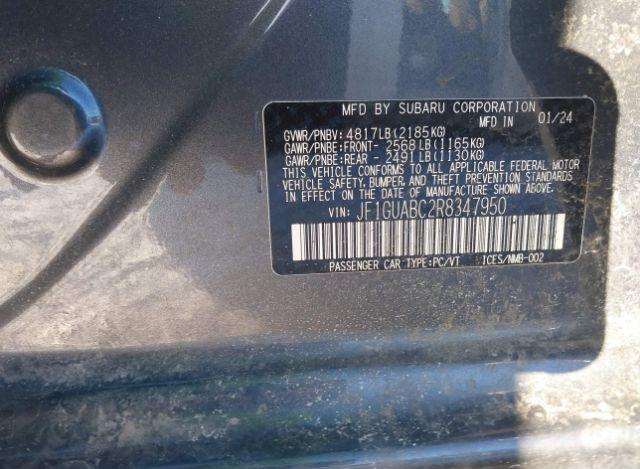 MFD BY SUBARU CORPORATION
GVWR/PNBV: 4817LB(2185KG) MFD IN 01/24
GAWR/PNBE:FRONT- 2568LB(1165KG)
GAWR/PNBE:REAR - 2491LB(1130KG)
THIS VEHICLE CONFORMS TO ALL APPLICABLE FEDERAL MOTOR
VEHICLE SAFETY, BUMPER, AND THEFT PREVENTION STANDARDS
IN EFFECT ON THE DATE OF MANUFACTURE SHOWN ABOVE.
VIN: JF1GUABC2R8347950
PASSENGER CAR TYPE:PC/VT ICES/NMB-002